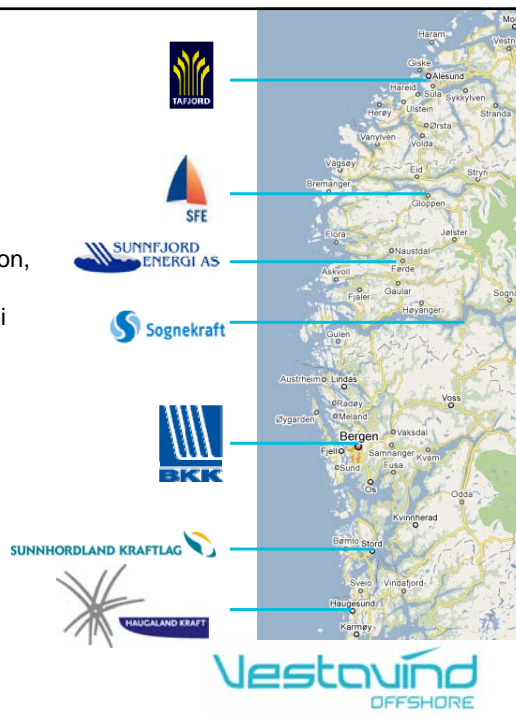 TAFJORD
SFE
on,
SUNNFJORD
ENERGI AS
i
Sognekraft
BKK
SUNNHORDLAND KRAFTLAG
HAUGALAND KRAFT
Haram
Giske
Ålesund
Hareid
Sula
Sykkylven
Ulstein
Herøy
Stranda
Ørsta
Vanylven
Volda
Vågsøy
Eid
Stryn
Bremanger
Gloppen
Flora
Jølster
Naustdal
Førde
Askvoll
Gaular
Fjaler
Høyanger
Gulen
Austrheim
Lindås
Radøy
Voss
Meland
Øygarden
Bergen
Vaksdal
Fjell
Samnanger
Kvam
Sund
Fusa
Os
Odda
Kvinnherad
Bømlo
Stord
Sveio
Vindafjord
Haugesund
Karmøy
Vestavind
OFFSHORE